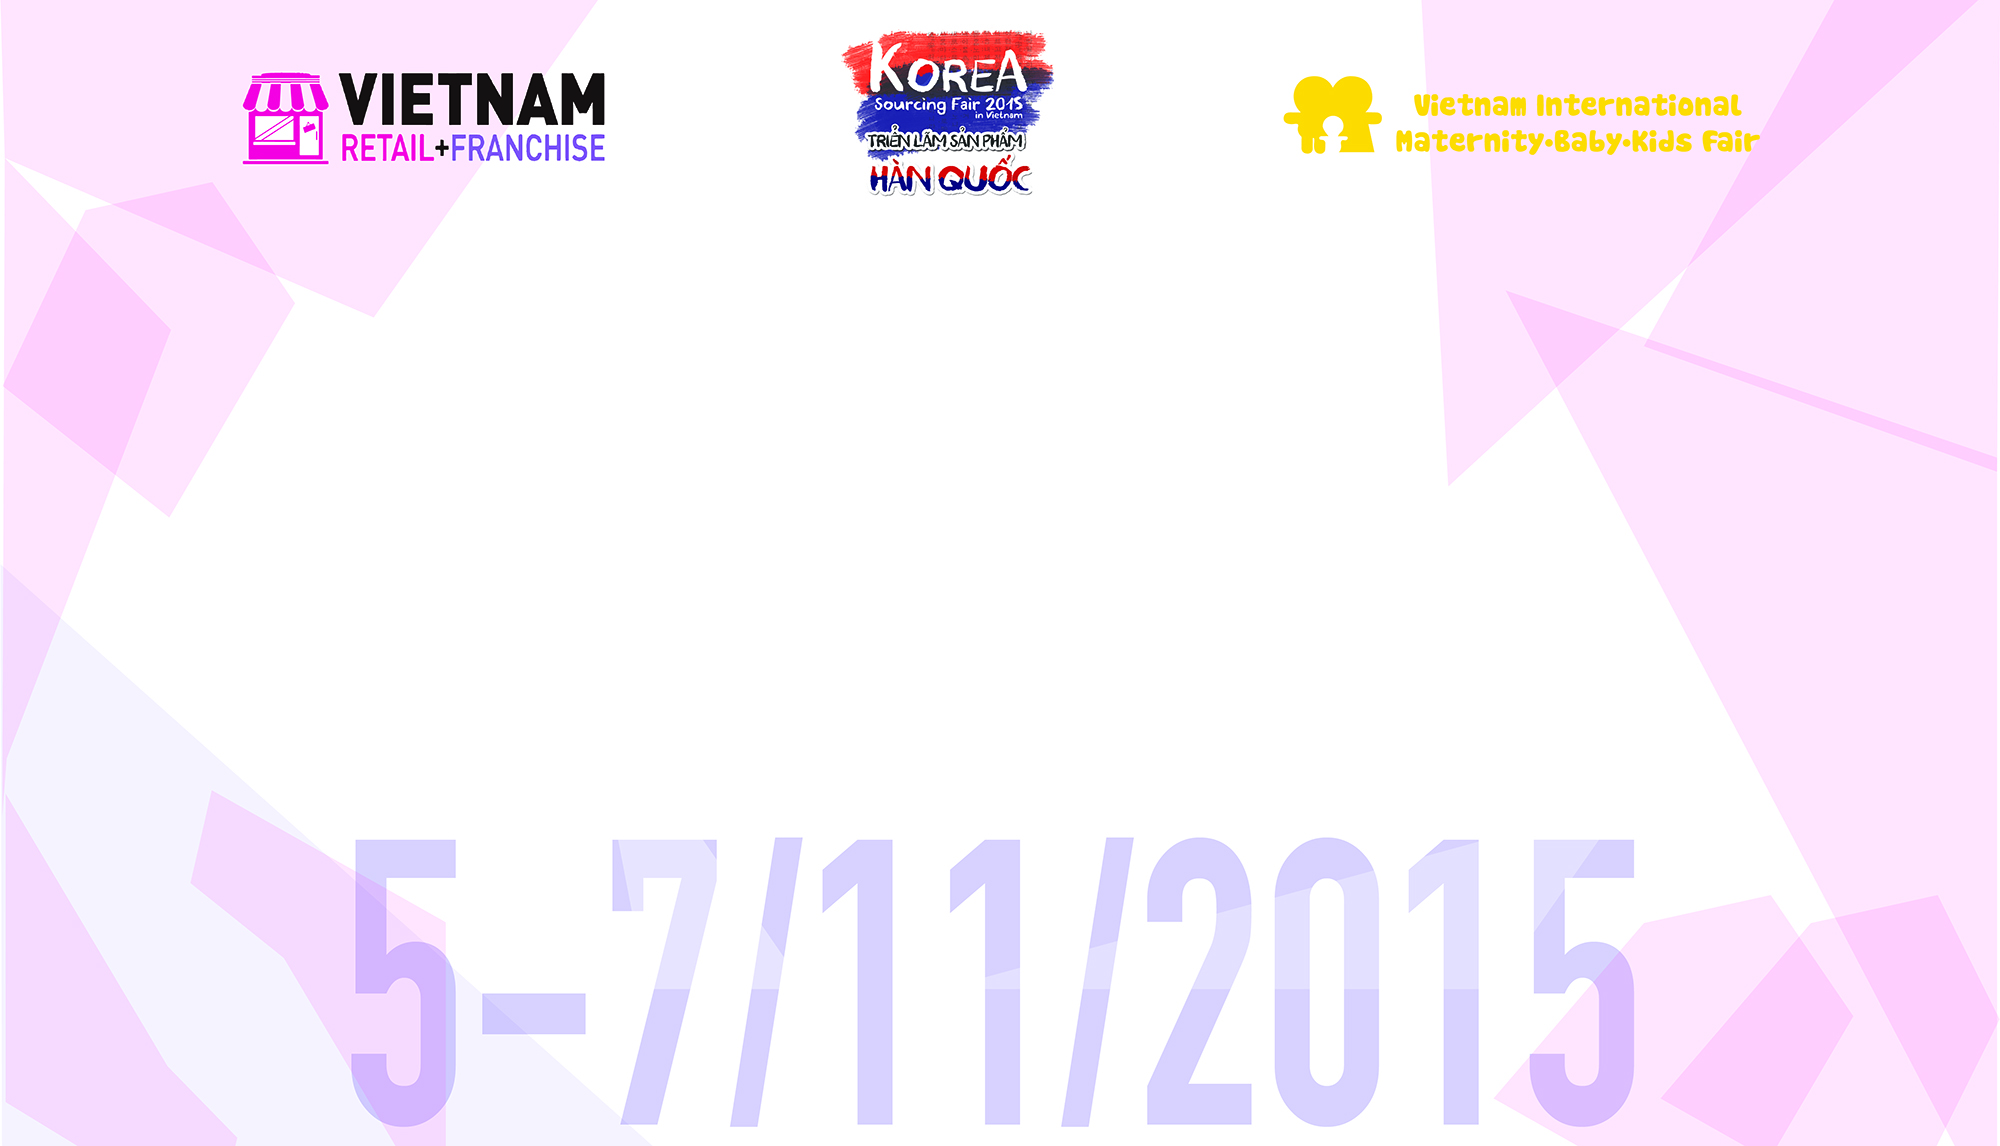 VIETNAM
RETAIL+FRANCHISE
KOREA
Sourcing Fair 2015
in Vietnam
TRIỂN LÃM SẢN PHẨM
HÀN QUỐC
Vietnam International
Maternity•Baby•Kids Fair
5-7/11/2015